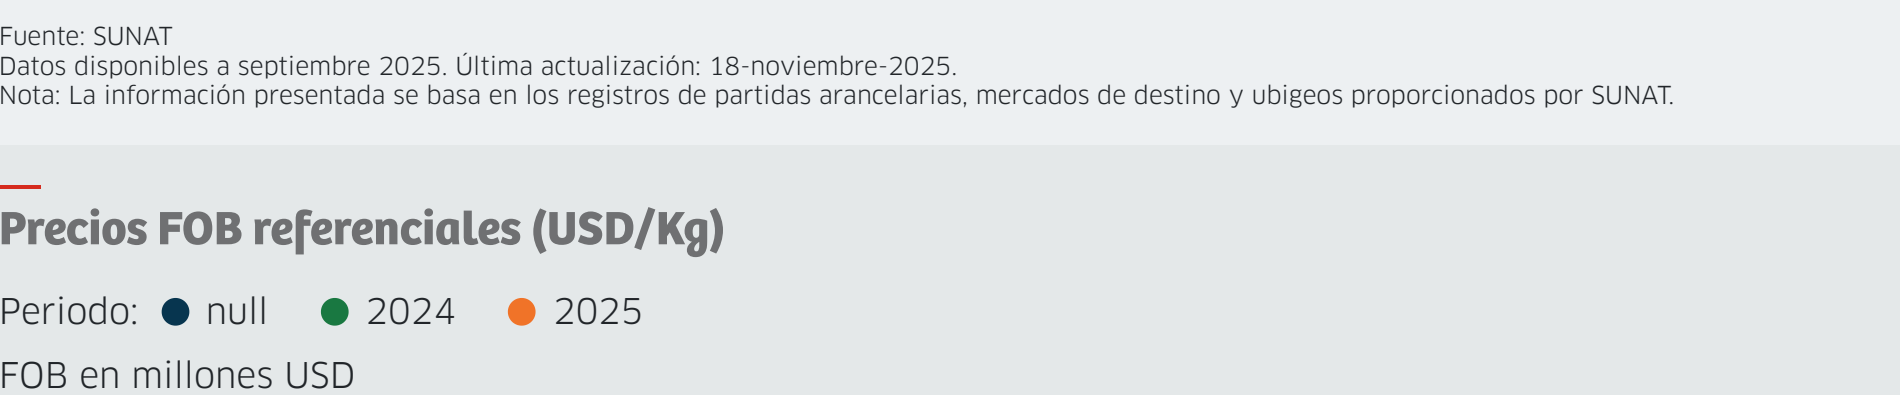 Fuente: SUNAT
Datos disponibles a septiembre 2025. Última actualización: 18-noviembre-2025.
Nota: La información presentada se basa en los registros de partidas arancelarias, mercados de destino y ubigeos proporcionados por SUNAT.
Precios FOB referenciales (USD/Kg)
Periodo: null 2024 2025
FOB en millones USD